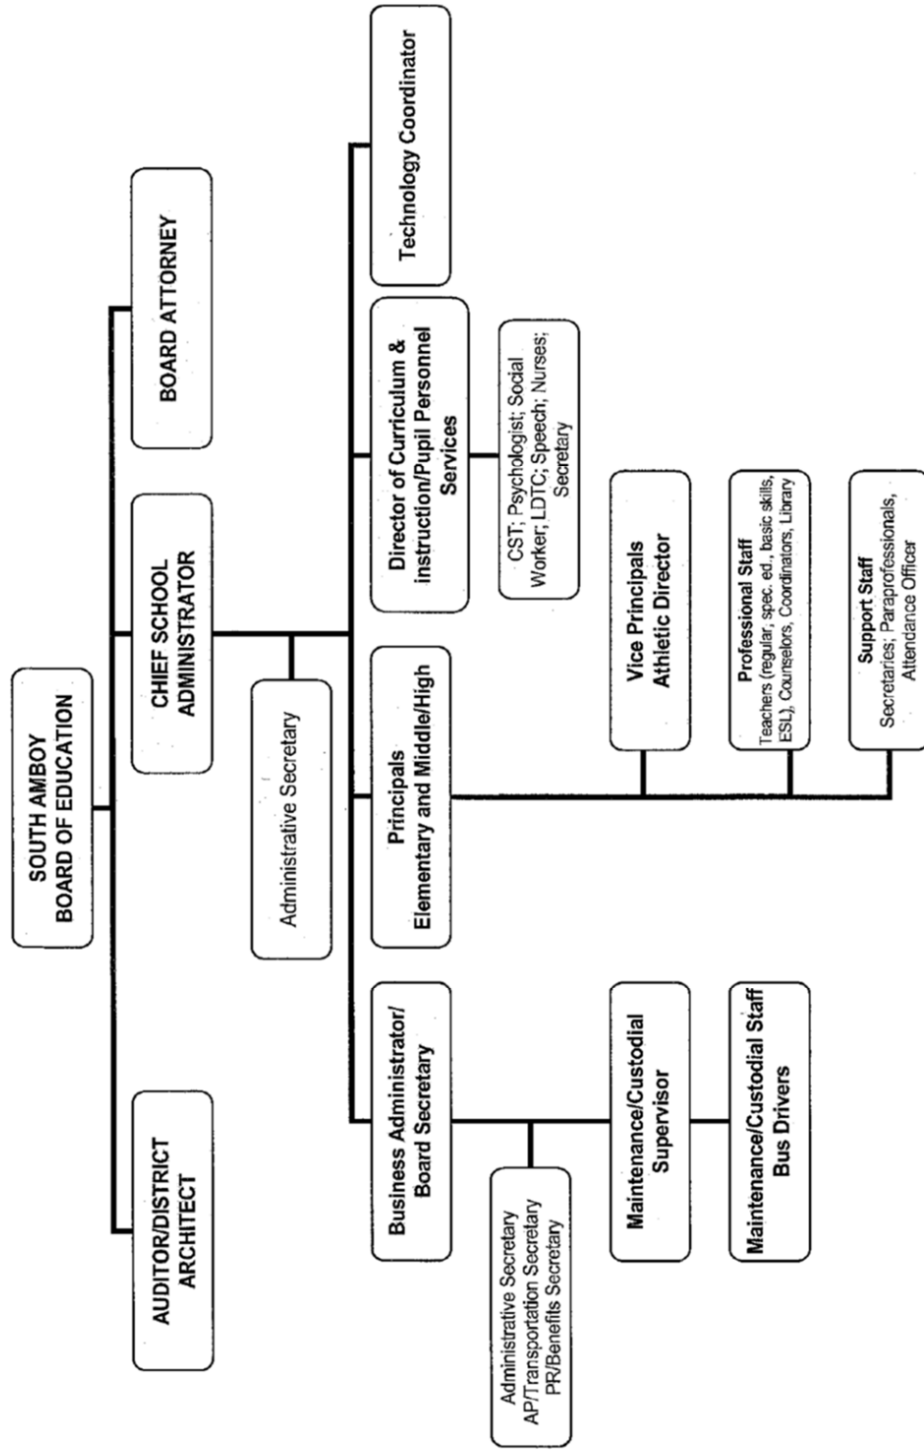 SOUTH AMBOY
BOARD OF EDUCATION
AUDITOR/DISTRICT
ARCHITECT
CHIEF SCHOOL
ADMINISTRATOR
BOARD ATTORNEY
Administrative Secretary
Business Administrator/
Board Secretary
Principals
Elementary and Middle/High
Director of Curriculum &
instruction/Pupil Personnel
Services
Technology Coordinator
Administrative Secretary
AP/Transportation Secretary
PR/Benefits Secretary
CST; Psychologist; Social
Worker; LDTC; Speech; Nurses;
Secretary
Maintenance/Custodial
Supervisor
Vice Principals
Athletic Director
Maintenance/Custodial Staff
Bus Drivers
Professional Staff
Teachers (regular, spec. ed., basic skills,
ESL), Counselors, Coordinators, Library
Support Staff
Secretaries; Paraprofessionals,
Attendance Officer